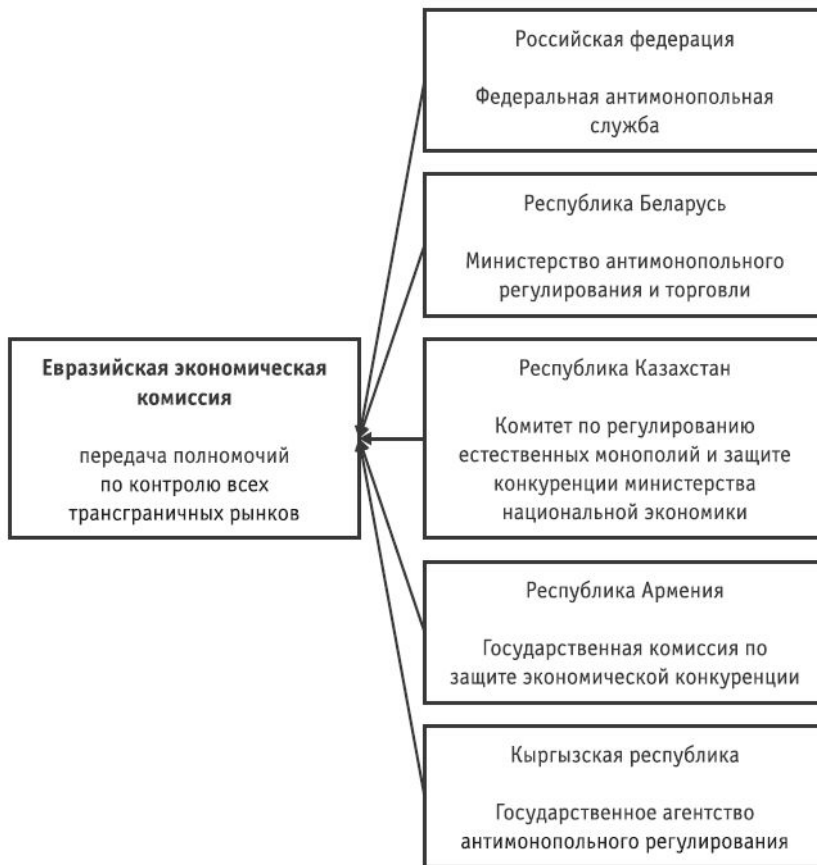 Российская федерация
Федеральная антимонопольная
служба
Республика Беларусь
Министерство антимонопольного
регулирования и торговли
Евразийская экономическая
комиссия
передача полномочий
по контролю всех
трансграничных рынков
Республика Казахстан
Комитет по регулированию
естественных монополий и защите
конкуренции министерства
национальной экономики
Республика Армения
Государственная комиссия по
защите экономической конкуренции
Кыргызская республика
Государственное агентство
антимонопольного регулирования